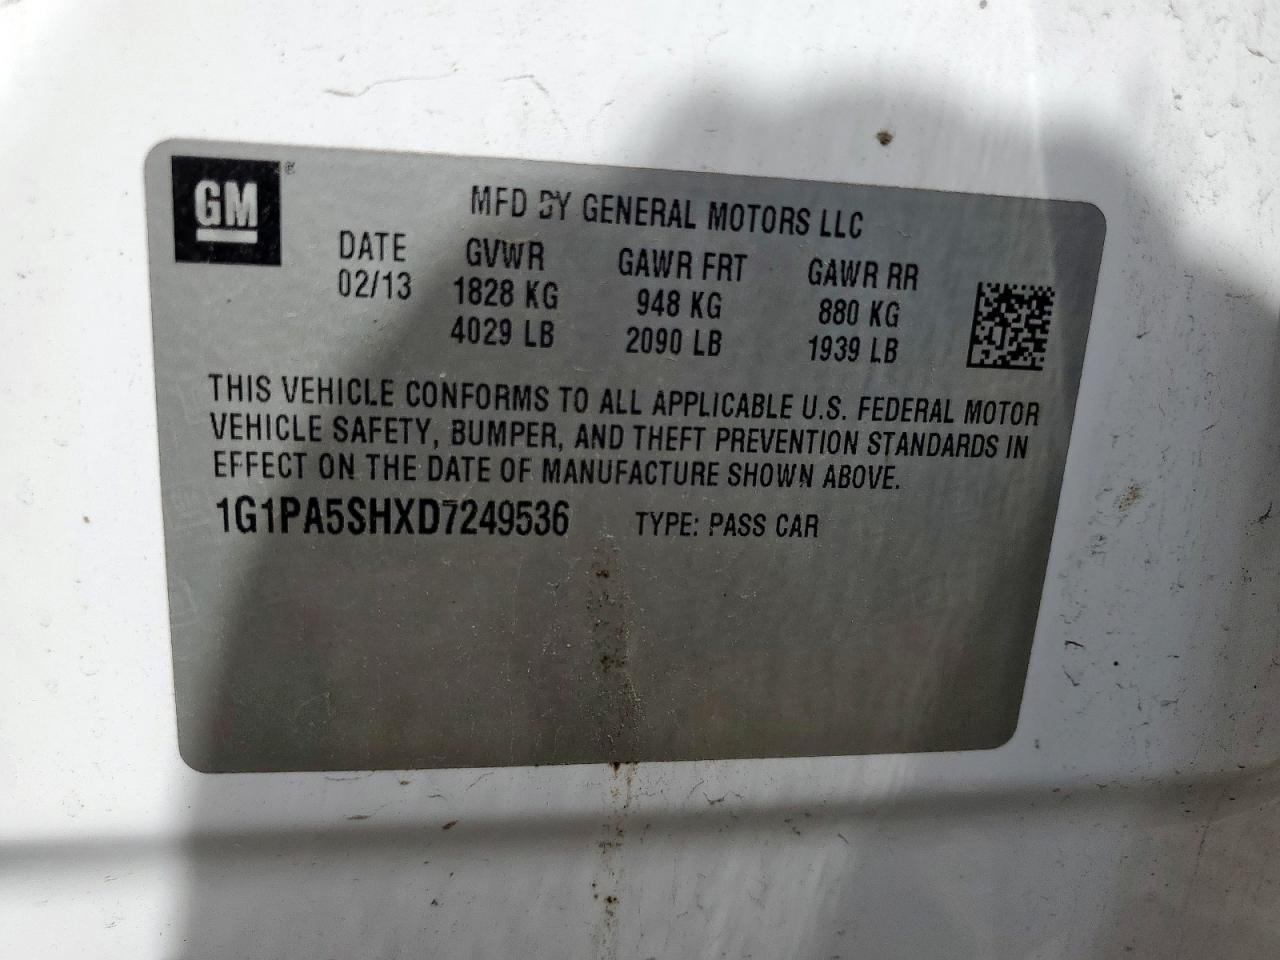 GM®
MFD BY GENERAL MOTORS LLC
DATE GVWR GAWR FRT GAWR RR
02/13 1828 KG 948 KG 880 KG
4029 LB 2090 LB 1939 LB
THIS VEHICLE CONFORMS TO ALL APPLICABLE U.S. FEDERAL MOTOR
VEHICLE SAFETY, BUMPER, AND THEFT PREVENTION STANDARDS IN
EFFECT ON THE DATE OF MANUFACTURE SHOWN ABOVE.
1G1PA5SHXD7249536 TYPE: PASS CAR